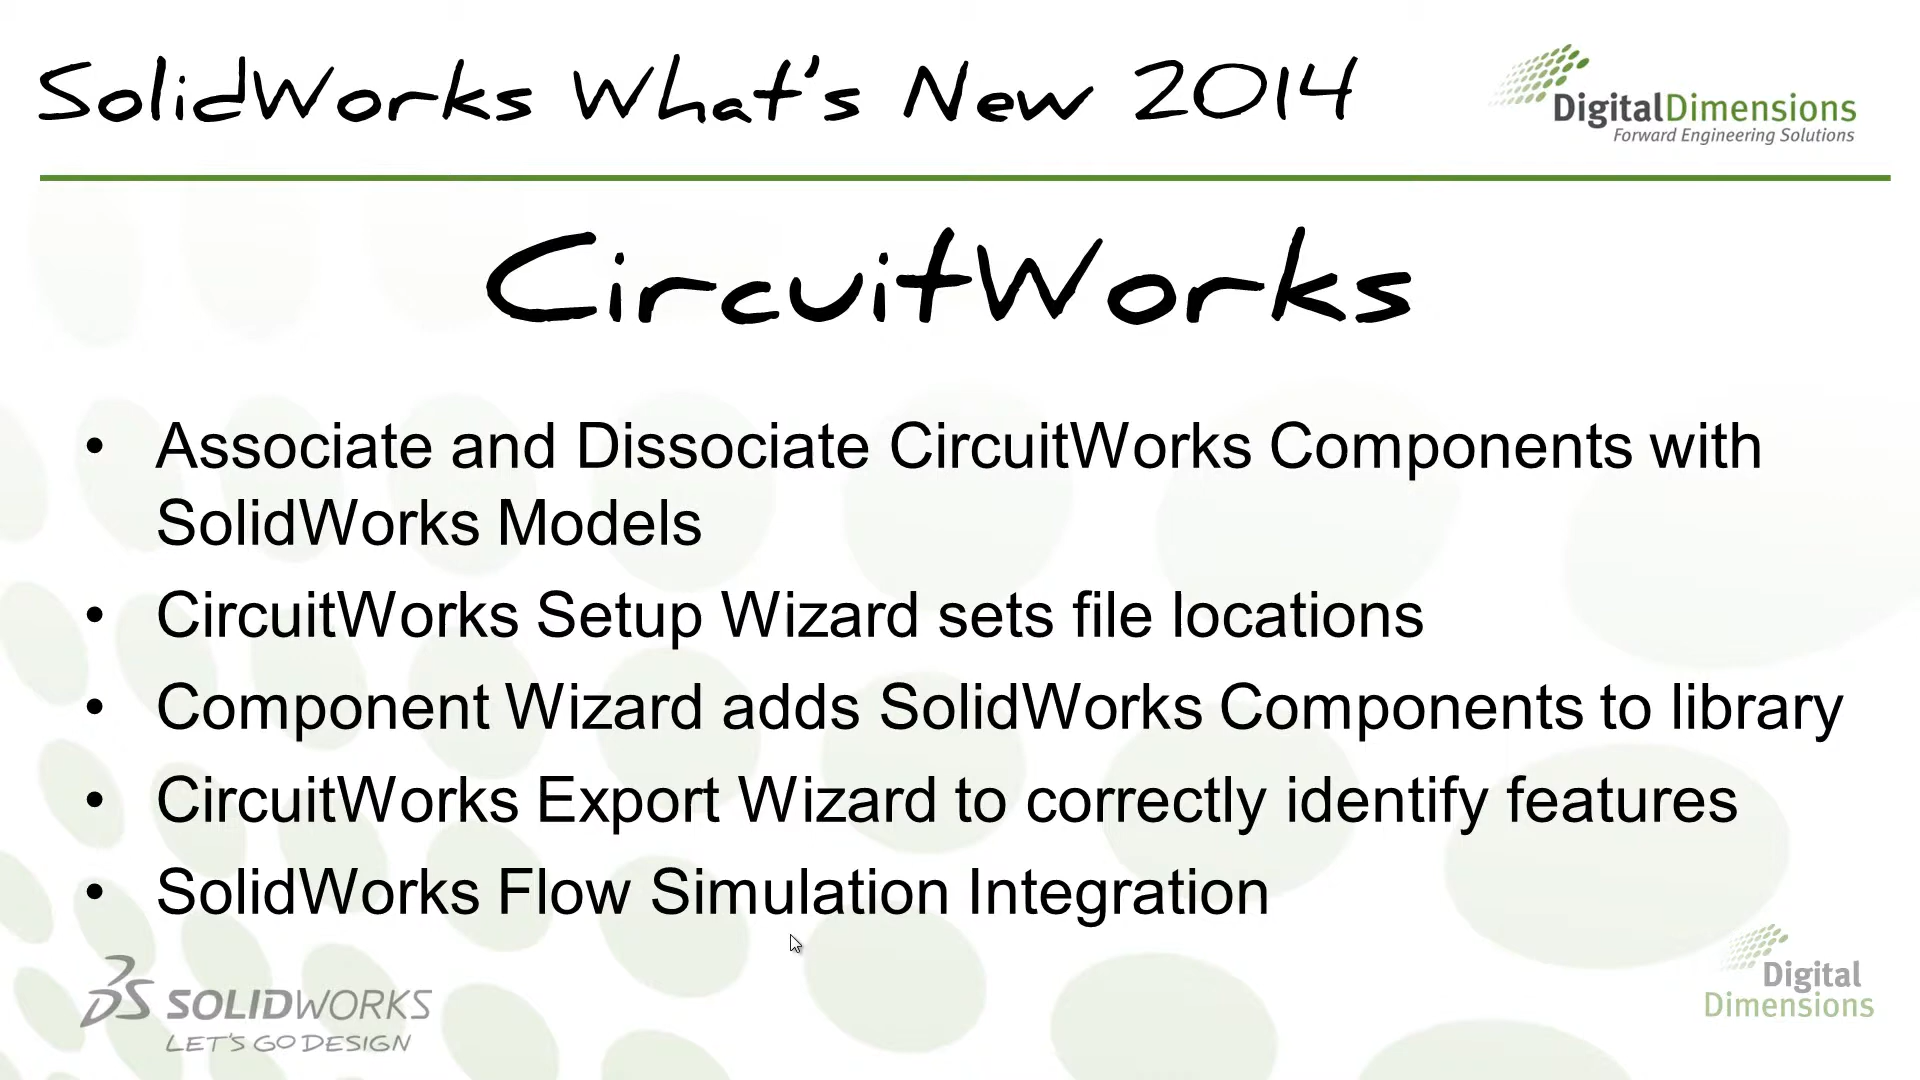 SolidWorks What's New 2014
DigitalDimensions
Forward Engineering Solutions
CircuitWorks
• Associate and Dissociate CircuitWorks Components with
SolidWorks Models
• CircuitWorks Setup Wizard sets file locations
• Component Wizard adds SolidWorks Components to library
• CircuitWorks Export Wizard to correctly identify features
• SolidWorks Flow Simulation Integration
3DS SOLIDWORKS
LET'S GO DESIGN
Digital
Dimensions